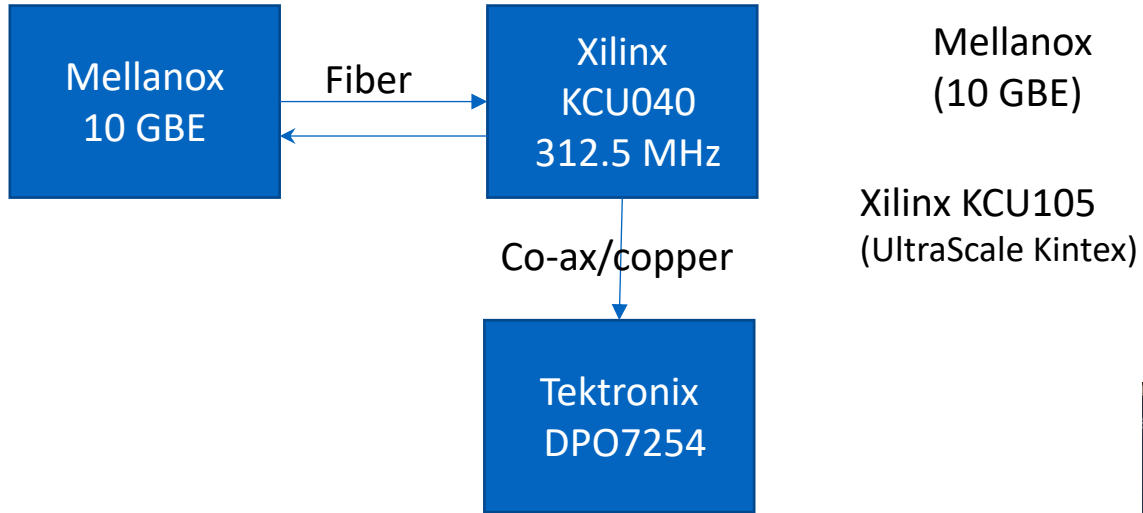 Mellanox
10 GBE
Fiber
Xilinx
KCU040
312.5 MHz
Mellanox
(10 GBE)
Xilinx KCU105
(UltraScale Kintex)
Co-ax/copper
Tektronix
DPO7254